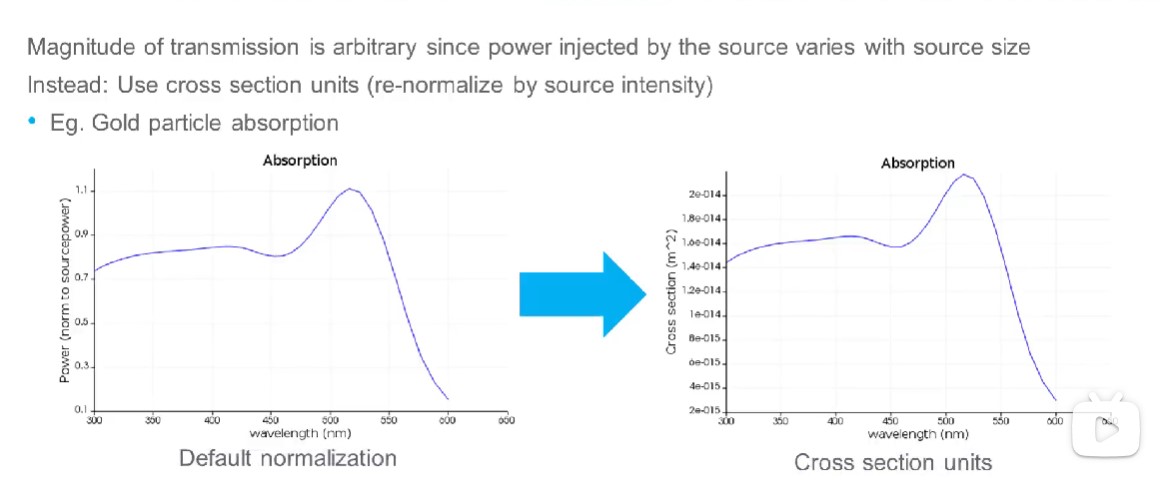 Magnitude of transmission is arbitrary since power injected by the source varies with source size
Instead: Use cross section units (re-normalize by source intensity)
• Eg. Gold particle absorption
Absorption
Power (norm to sourcepower)
1.1
0.9
0.7
0.5
0.3
0.1
300 350 400 450 500 550 600 650
wavelength (nm)
Default normalization
Absorption
Cross section (m^2)
2e-014
1.8e-014
1.6e-014
1.4e-014
1.2e-014
1e-014
8e-015
6e-015
4e-015
2e-015
300 350 400 450 500 550 600
wavelength (nm)
Cross section units